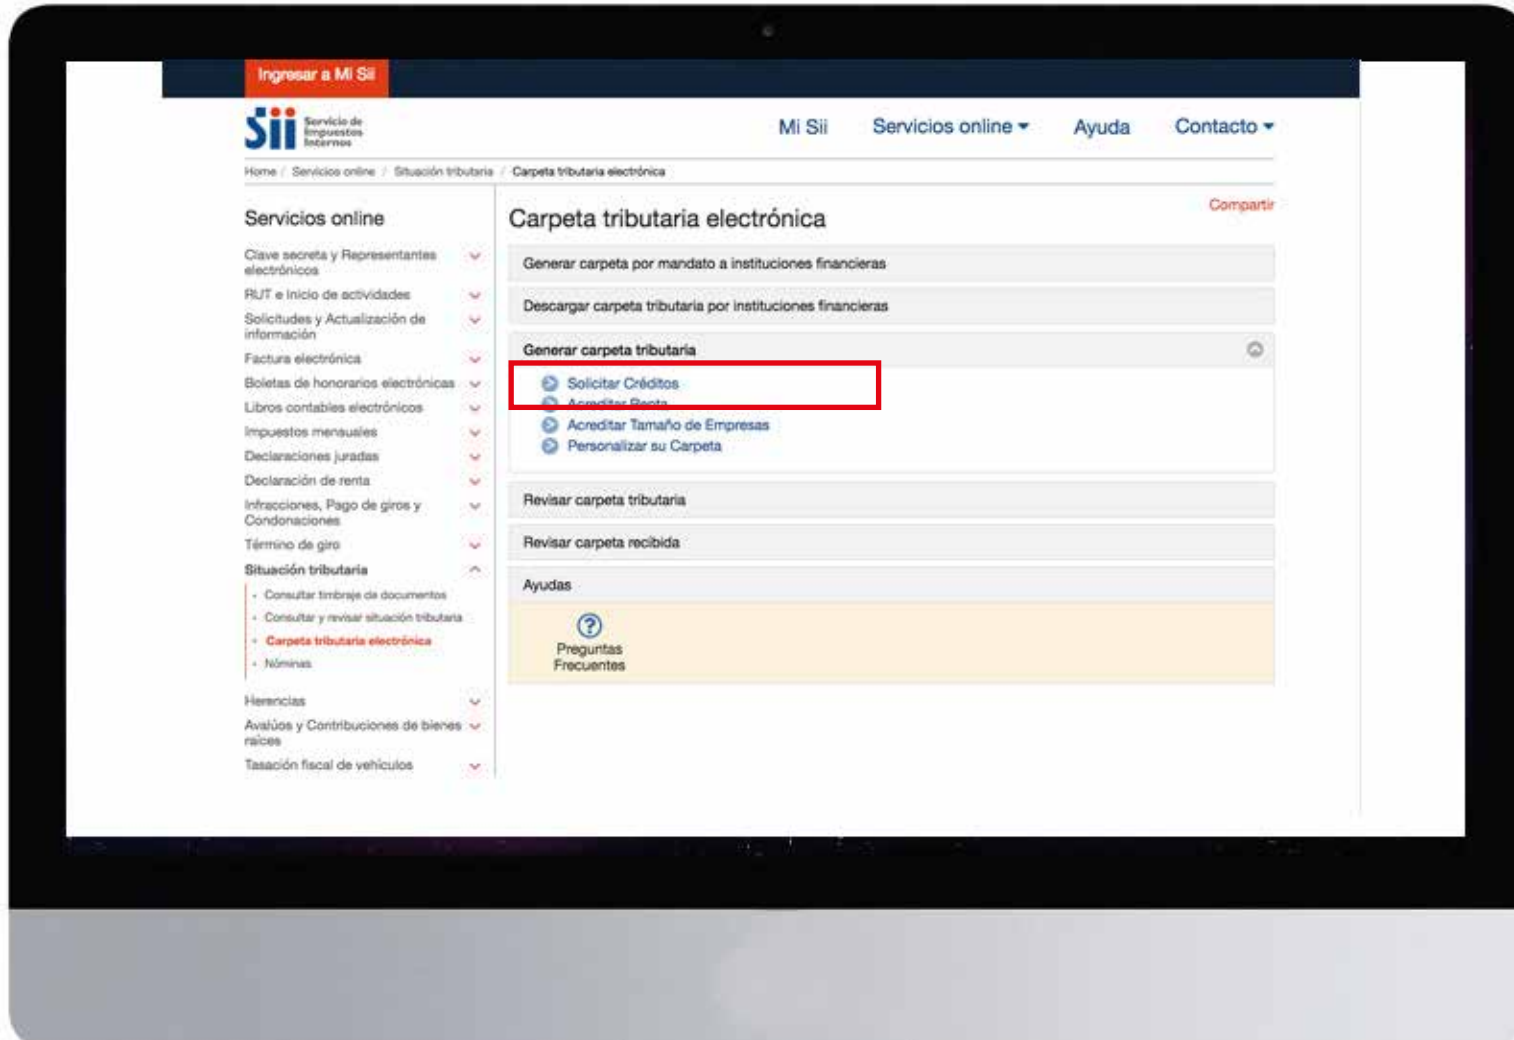 Ingresar a Mi Sii
Sii Servicio de
Impuestos
Internos
Mi Sii Servicios online Ayuda Contacto
Home / Servicios online / Situación tributaria / Carpeta tributaria electrónica
Compartir
Servicios online
Clave secreta y Representantes
electrónicos
RUT e Inicio de actividades
Solicitudes y Actualización de
información
Factura electrónica
Boletas de honorarios electrónicas
Libros contables electrónicos
Impuestos mensuales
Declaraciones juradas
Declaración de renta
Infracciones, Pago de giros y
Condonaciones
Término de giro
Situación tributaria
Consultar timbraje de documentos
Consultar y revisar situación tributaria
Carpeta tributaria electrónica
Nóminas
Herencias
Avalúos y Contribuciones de bienes
raíces
Tasación fiscal de vehículos
Carpeta tributaria electrónica
Generar carpeta por mandato a instituciones financieras
Descargar carpeta tributaria por instituciones financieras
Generar carpeta tributaria
Solicitar Créditos
Acreditar Renta
Acreditar Tamaño de Empresas
Personalizar su Carpeta
Revisar carpeta tributaria
Revisar carpeta recibida
Ayudas
Preguntas
Frecuentes